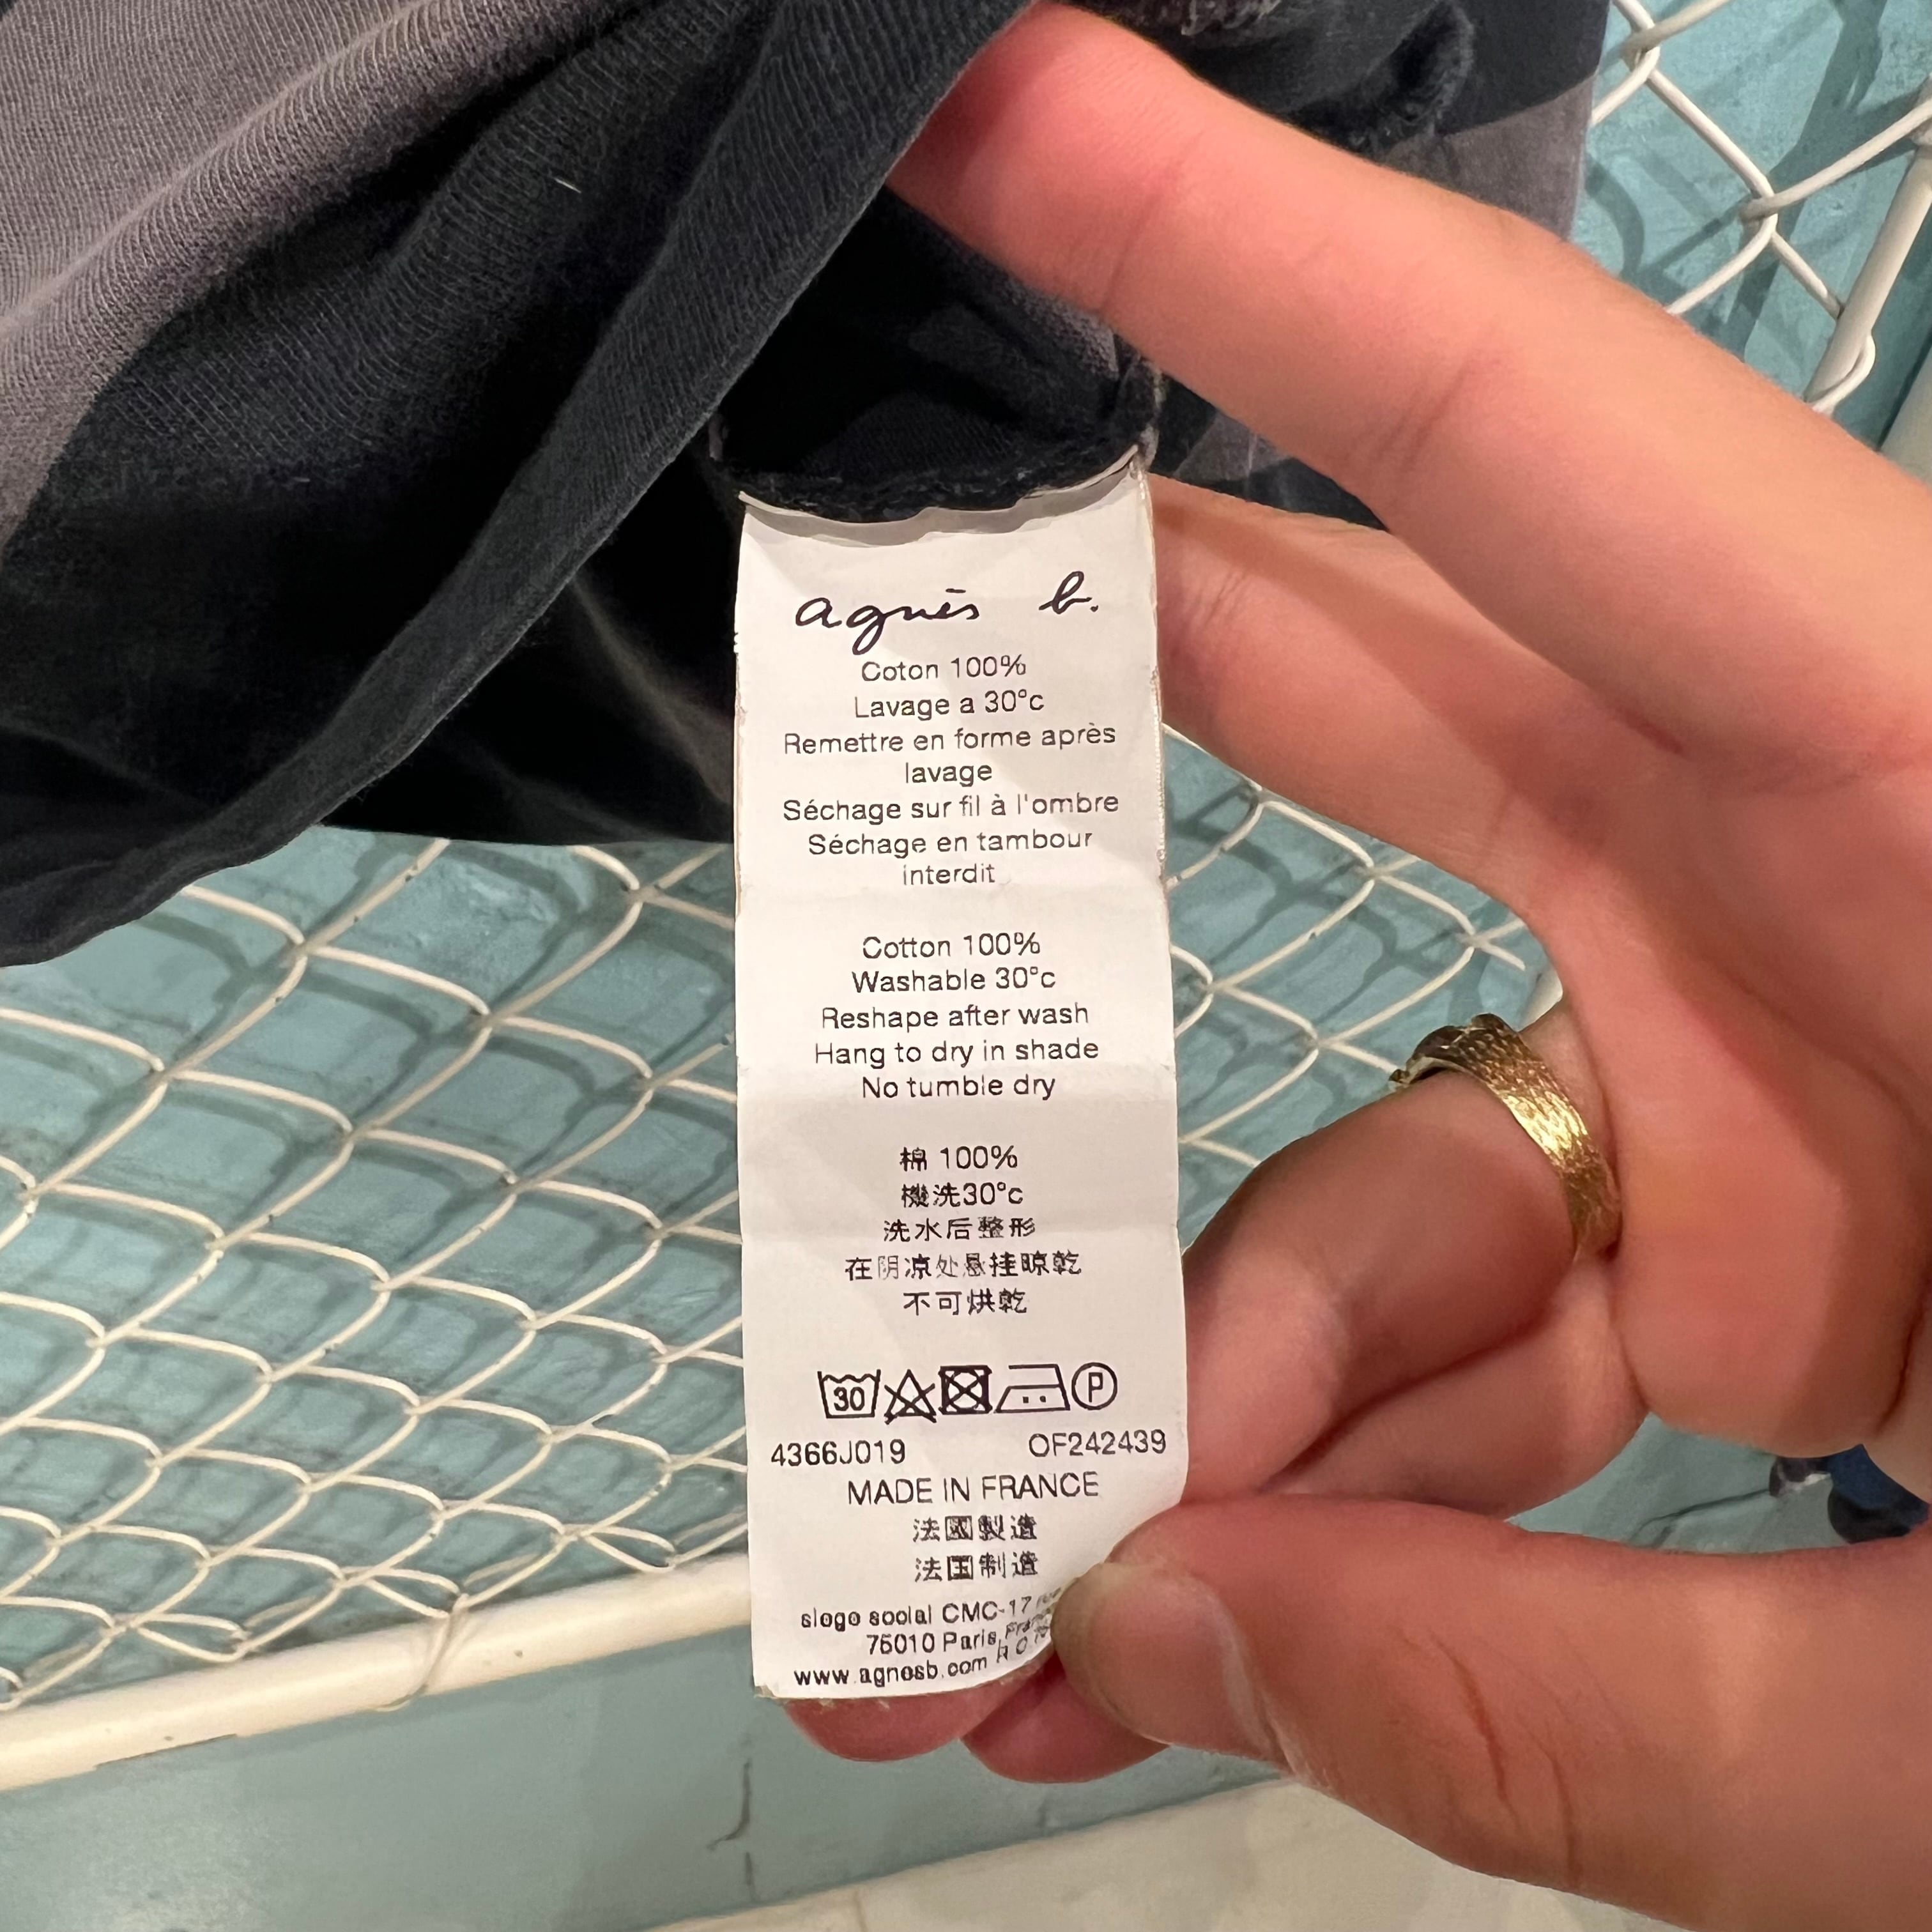 agnès b.
Coton 100%
Lavage a 30°c
Remettre en forme après
lavage
Séchage sur fil à l'ombre
Séchage en tambour
interdit
Cotton 100%
Washable 30°c
Reshape after wash
Hang to dry in shade
No tumble dry
棉 100%
機洗30°c
洗水后整形
在阴凉处悬挂晾乾
不可烘乾
30 P
4366J019 OF242439
MADE IN FRANCE
法國製造
法国制造
siege social CMC-17 rue
75010 Paris
www.agnesb.com